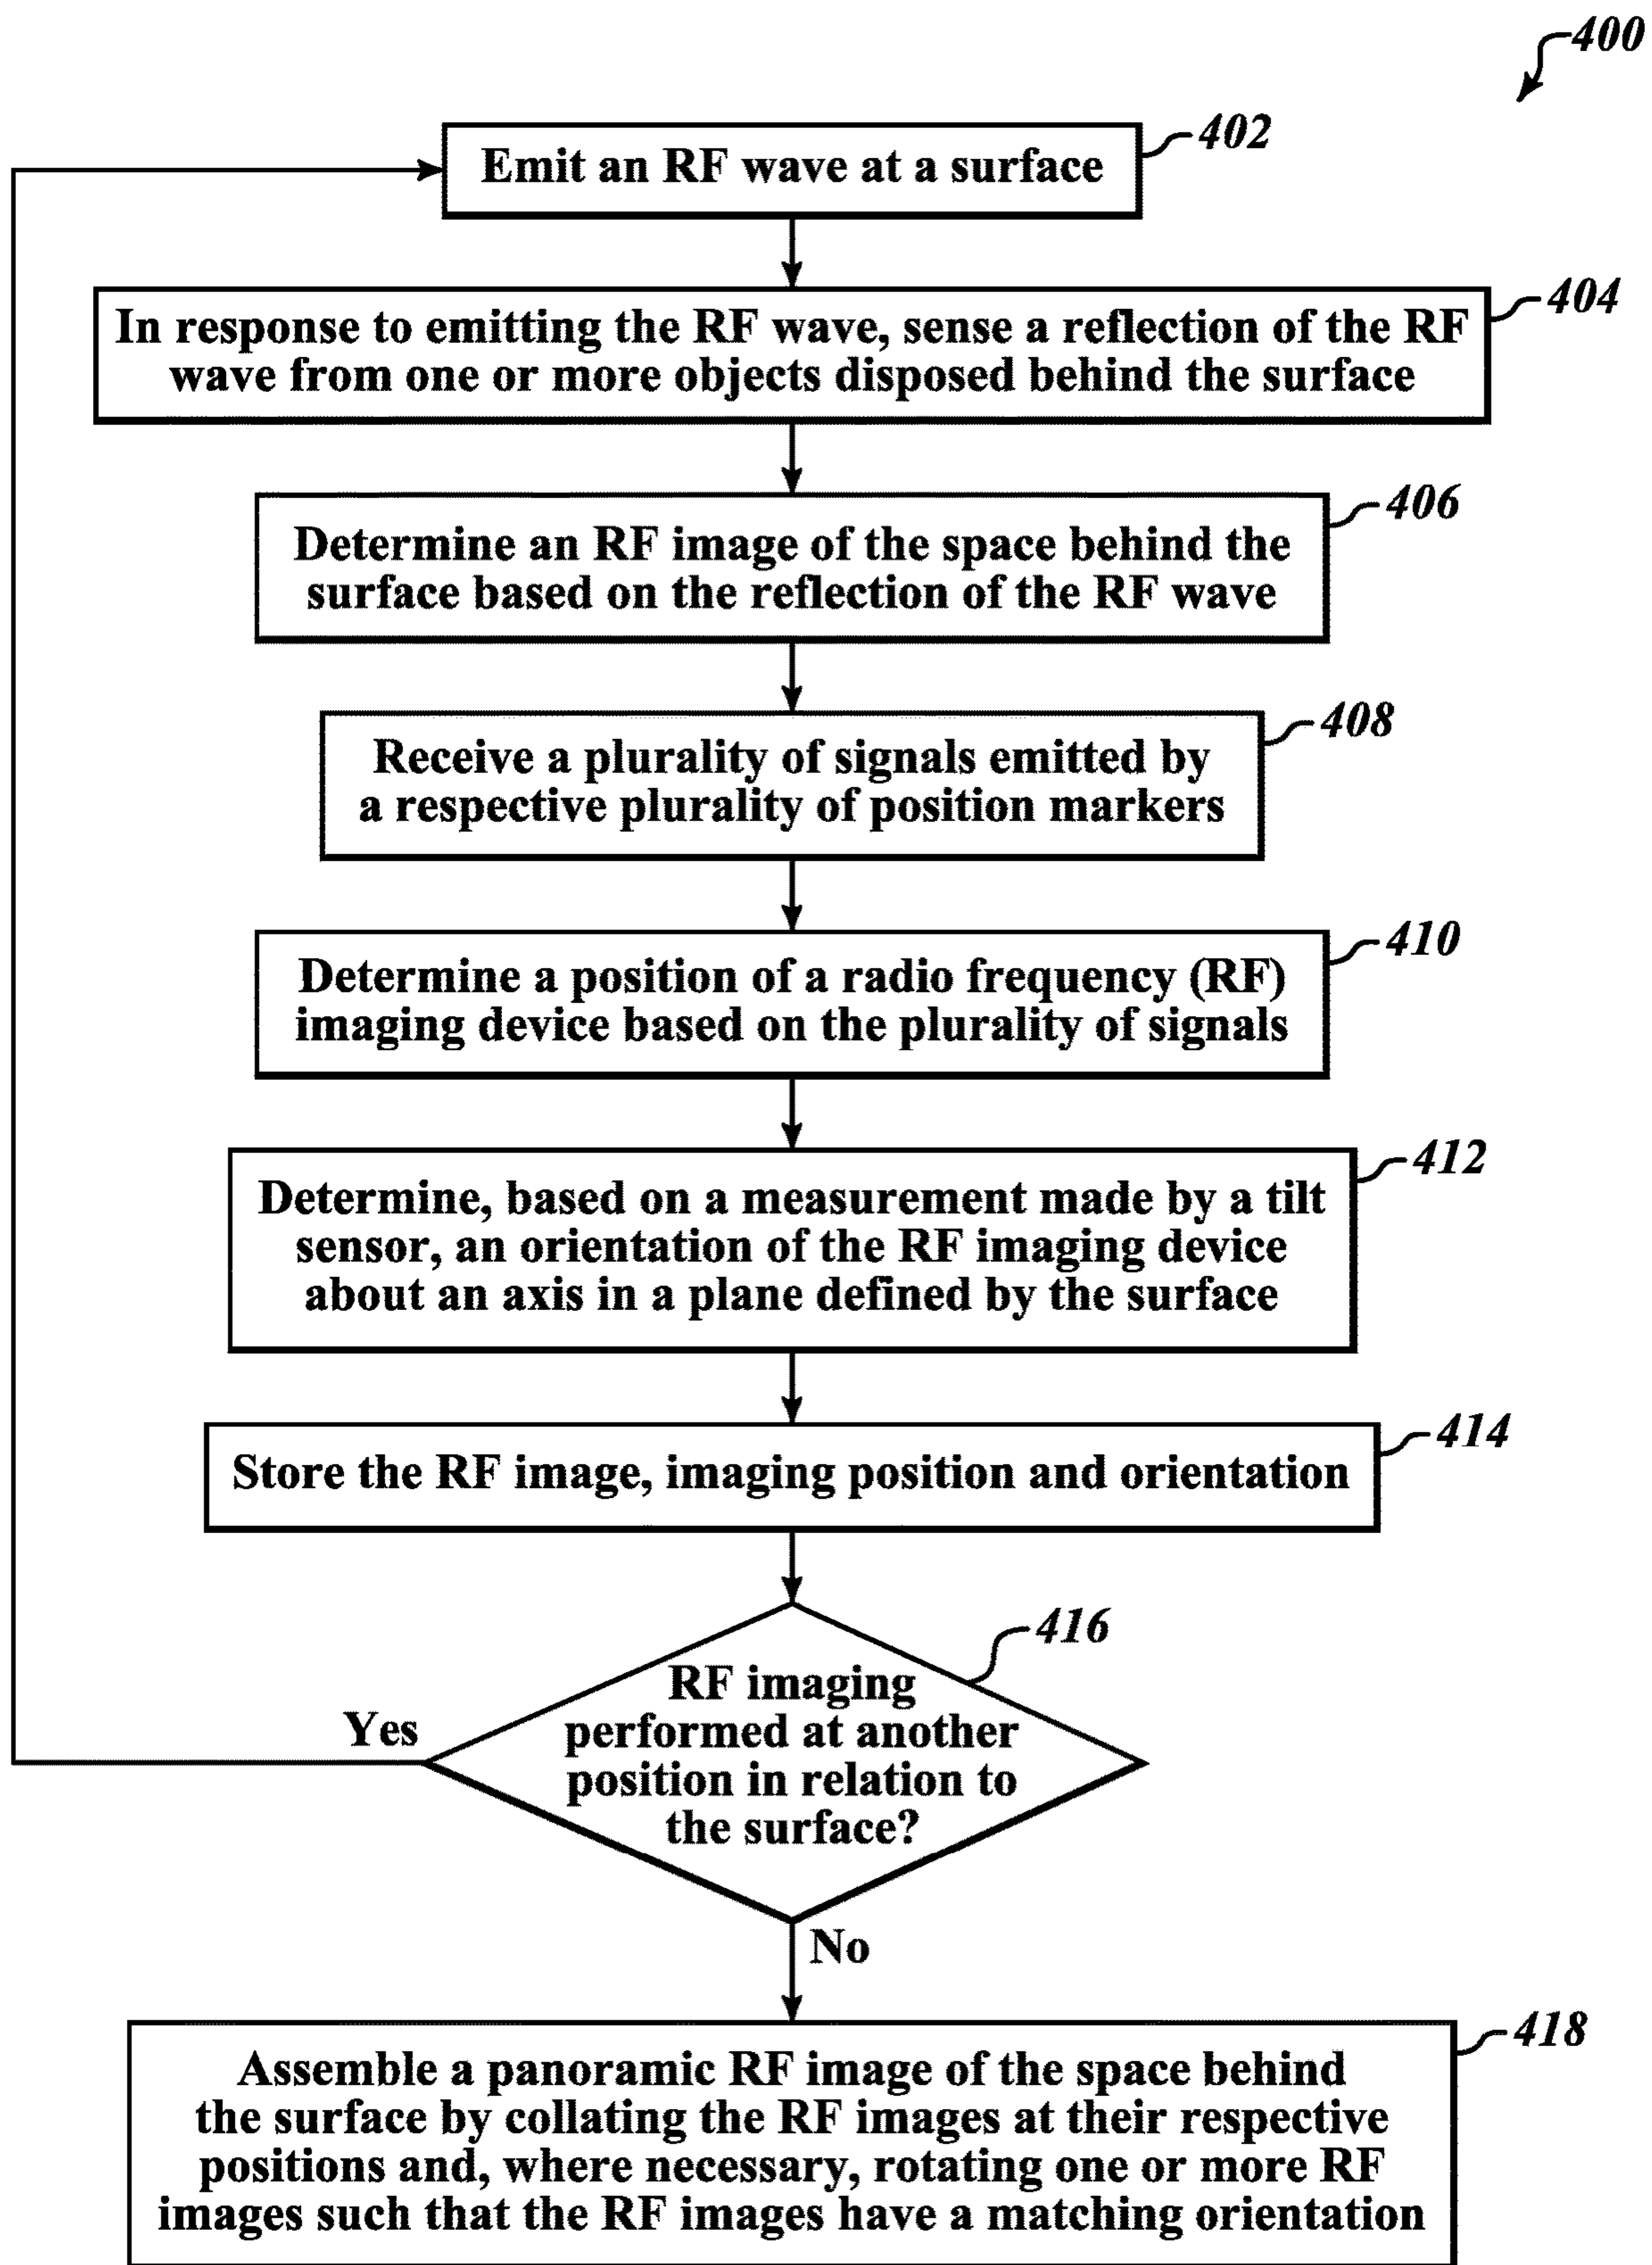 400
402
Emit an RF wave at a surface
404
In response to emitting the RF wave, sense a reflection of the RF
wave from one or more objects disposed behind the surface
406
Determine an RF image of the space behind the
surface based on the reflection of the RF wave
408
Receive a plurality of signals emitted by
a respective plurality of position markers
410
Determine a position of a radio frequency (RF)
imaging device based on the plurality of signals
412
Determine, based on a measurement made by a tilt
sensor, an orientation of the RF imaging device
about an axis in a plane defined by the surface
414
Store the RF image, imaging position and orientation
416
RF imaging
performed at another
position in relation to
the surface?
Yes
No
418
Assemble a panoramic RF image of the space behind
the surface by collating the RF images at their respective
positions and, where necessary, rotating one or more RF
images such that the RF images have a matching orientation